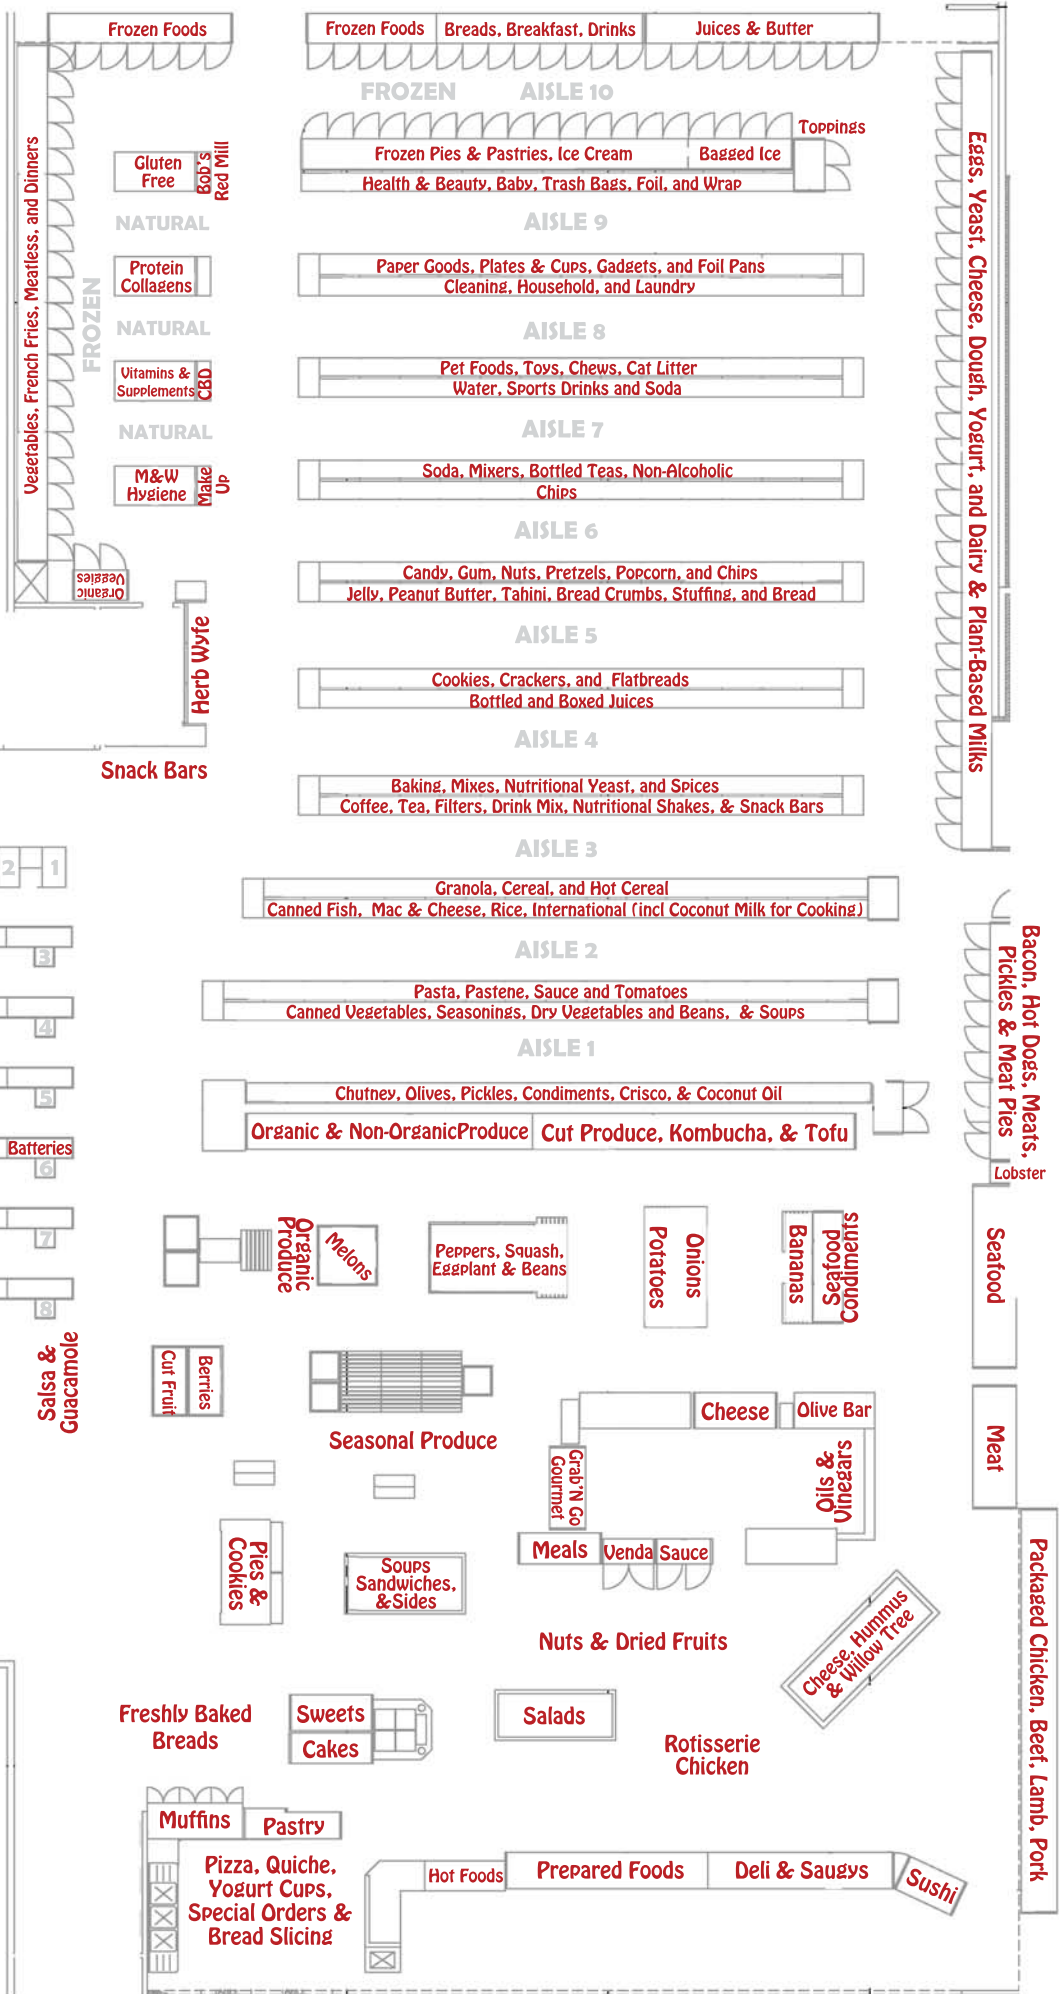 Frozen Foods
Frozen Foods
Breads, Breakfast, Drinks
Juices & Butter
FROZEN
AISLE 10
Toppings
Frozen Pies & Pastries, Ice Cream
Bagged Ice
Health & Beauty, Baby, Trash Bags, Foil, and Wrap
Vegetables, French Fries, Meatless, and Dinners
FROZEN
Gluten
Free
Bob's
Red Mill
NATURAL
Protein
Collagens
NATURAL
Vitamins &
Supplements
CBD
NATURAL
M&W
Hygiene
Make
Up
Organic
Veggies
Herb Wyfe
Snack Bars
AISLE 9
Paper Goods, Plates & Cups, Gadgets, and Foil Pans
Cleaning, Household, and Laundry
AISLE 8
Pet Foods, Toys, Chews, Cat Litter
Water, Sports Drinks and Soda
AISLE 7
Soda, Mixers, Bottled Teas, Non-Alcoholic
Chips
AISLE 6
Candy, Gum, Nuts, Pretzels, Popcorn, and Chips
Jelly, Peanut Butter, Tahini, Bread Crumbs, Stuffing, and Bread
AISLE 5
Cookies, Crackers, and Flatbreads
Bottled and Boxed Juices
AISLE 4
Baking, Mixes, Nutritional Yeast, and Spices
Coffee, Tea, Filters, Drink Mix, Nutritional Shakes, & Snack Bars
AISLE 3
Granola, Cereal, and Hot Cereal
Canned Fish, Mac & Cheese, Rice, International (incl Coconut Milk for Cooking)
AISLE 2
Pasta, Pastene, Sauce and Tomatoes
Canned Vegetables, Seasonings, Dry Vegetables and Beans, & Soups
AISLE 1
Chutney, Olives, Pickles, Condiments, Crisco, & Coconut Oil
Organic & Non-OrganicProduce
Cut Produce, Kombucha, & Tofu
Eggs, Yeast, Cheese, Dough, Yogurt, and Dairy & Plant-Based Milks
Bacon, Hot Dogs, Meats,
Pickles & Meat Pies
Lobster
2
1
3
4
5
Batteries
6
7
8
Salsa &
Guacamole
Organic
Produce
Melons
Peppers, Squash,
Eggplant & Beans
Onions
Potatoes
Bananas
Seafood
Condiments
Seafood
Cut Fruit
Berries
Seasonal Produce
Cheese
Olive Bar
Grab'N Go
Gourmet
Oils &
Vinegars
Meat
Meals
Venda
Sauce
Pies &
Cookies
Soups
Sandwiches,
&Sides
Nuts & Dried Fruits
Cheese, Hummus
& Willow Tree
Packaged Chicken, Beef, Lamb, Pork
Freshly Baked
Breads
Sweets
Cakes
Salads
Rotisserie
Chicken
Muffins
Pastry
Pizza, Quiche,
Yogurt Cups,
Special Orders &
Bread Slicing
Hot Foods
Prepared Foods
Deli & Saugys
Sushi